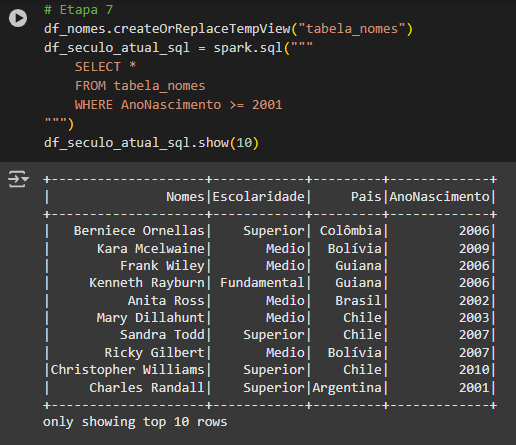 # Etapa 7
df_nomes.createOrReplaceTempView("tabela_nomes")
df_seculo_atual_sql = spark.sql("""
    SELECT *
    FROM tabela_nomes
    WHERE AnoNascimento >= 2001
""")
df_seculo_atual_sql.show(10)
+--------------------+------------+---------+-------------+
|               Nomes|Escolaridade|     Pais|AnoNascimento|
+--------------------+------------+---------+-------------+
|   Berniece Ornellas|    Superior| Colômbia|         2006|
|      Kara Mcelwaine|       Medio|  Bolívia|         2009|
|         Frank Wiley|       Medio|   Guiana|         2006|
|     Kenneth Rayburn| Fundamental|   Guiana|         2006|
|          Anita Ross|       Medio|   Brasil|         2002|
|      Mary Dillahunt|       Medio|    Chile|         2003|
|         Sandra Todd|    Superior|    Chile|         2007|
|       Ricky Gilbert|       Medio|  Bolívia|         2007|
|Christopher Williams|    Superior|    Chile|         2010|
|     Charles Randall|    Superior|Argentina|         2001|
+--------------------+------------+---------+-------------+
only showing top 10 rows